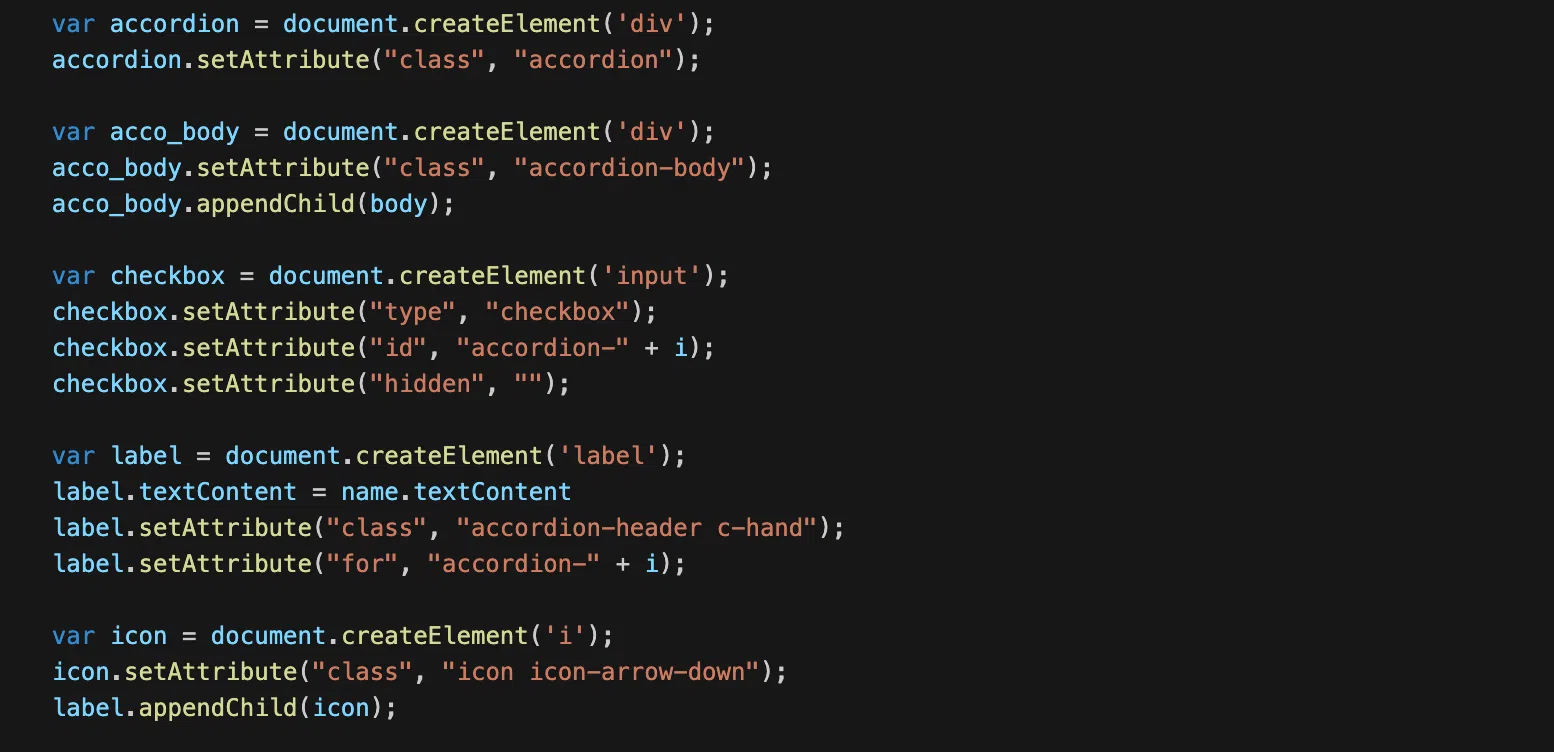 var accordion = document.createElement('div');
accordion.setAttribute("class", "accordion");
var acco_body = document.createElement('div');
acco_body.setAttribute("class", "accordion-body");
acco_body.appendChild(body);
var checkbox = document.createElement('input');
checkbox.setAttribute("type", "checkbox");
checkbox.setAttribute("id", "accordion-" + i);
checkbox.setAttribute("hidden", "");
var label = document.createElement('label');
label.textContent = name.textContent
label.setAttribute("class", "accordion-header c-hand");
label.setAttribute("for", "accordion-" + i);
var icon = document.createElement('i');
icon.setAttribute("class", "icon icon-arrow-down");
label.appendChild(icon);